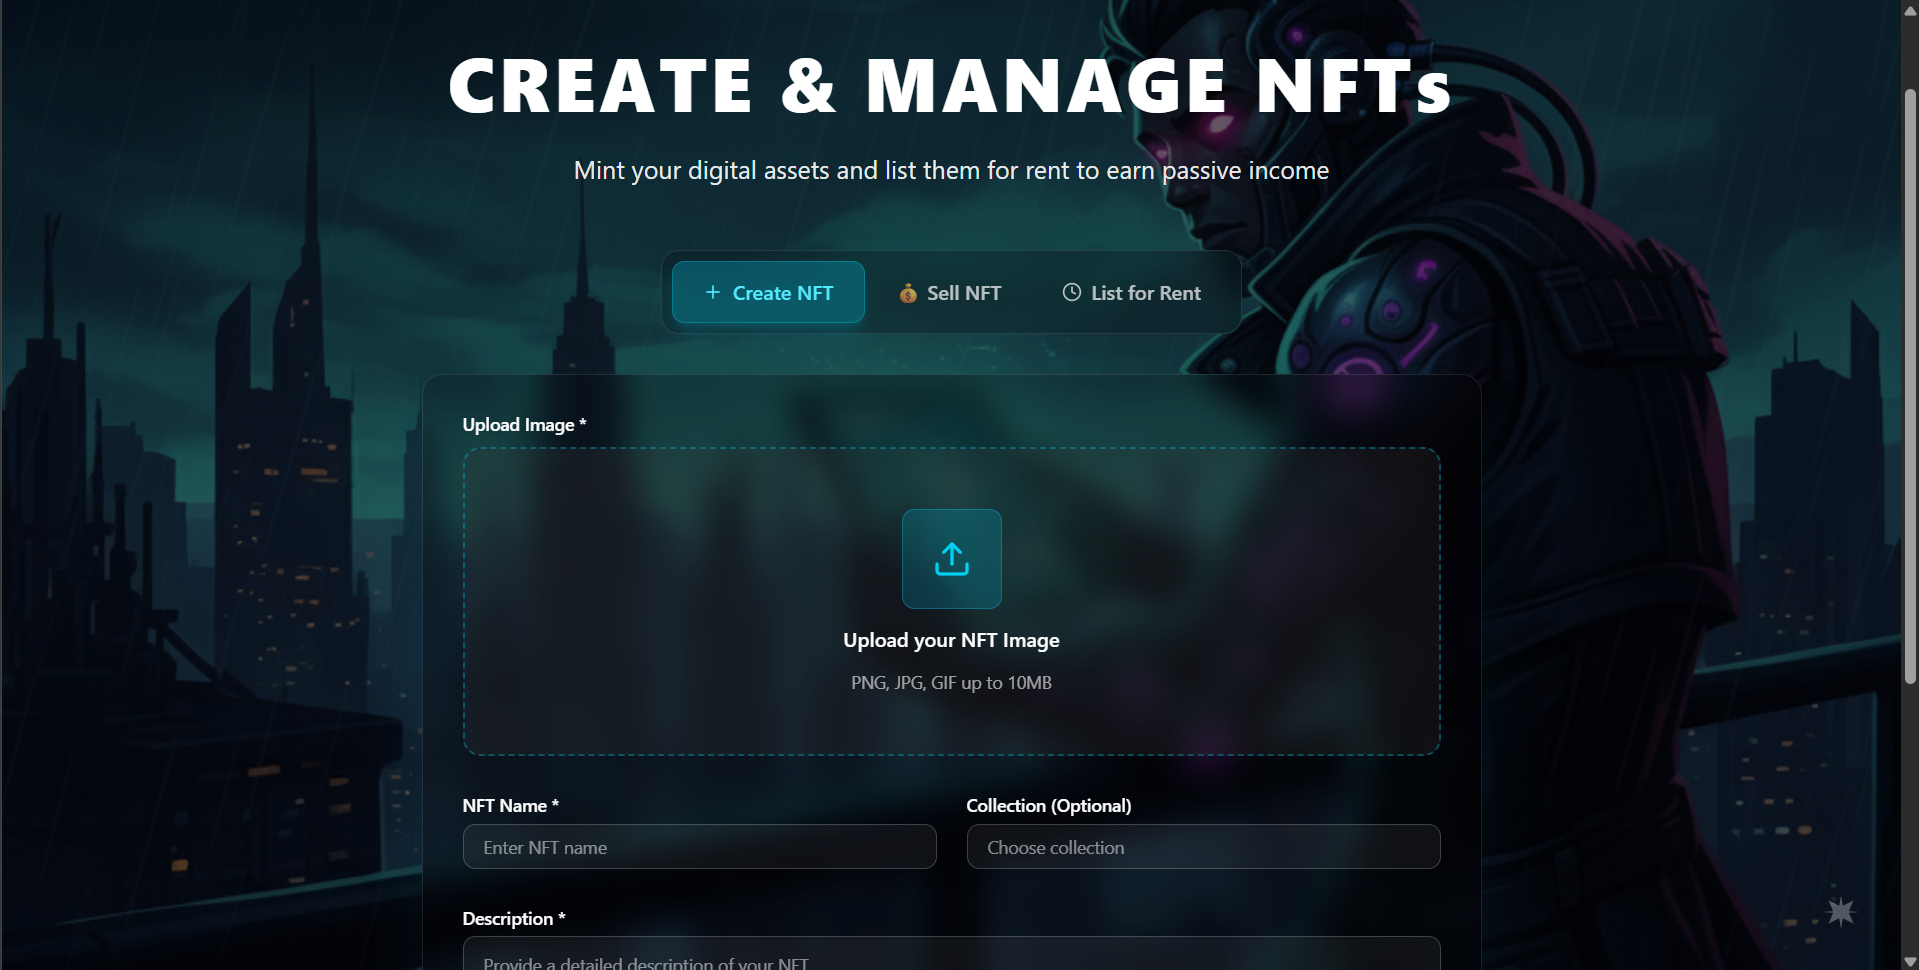 CREATE & MANAGE NFTs
Mint your digital assets and list them for rent to earn passive income
Create NFT
Sell NFT
List for Rent
Upload Image *
Upload your NFT Image
PNG, JPG, GIF up to 10MB
NFT Name *
Collection (Optional)
Enter NFT name
Choose collection
Description *
Provide a detailed description of your NFT